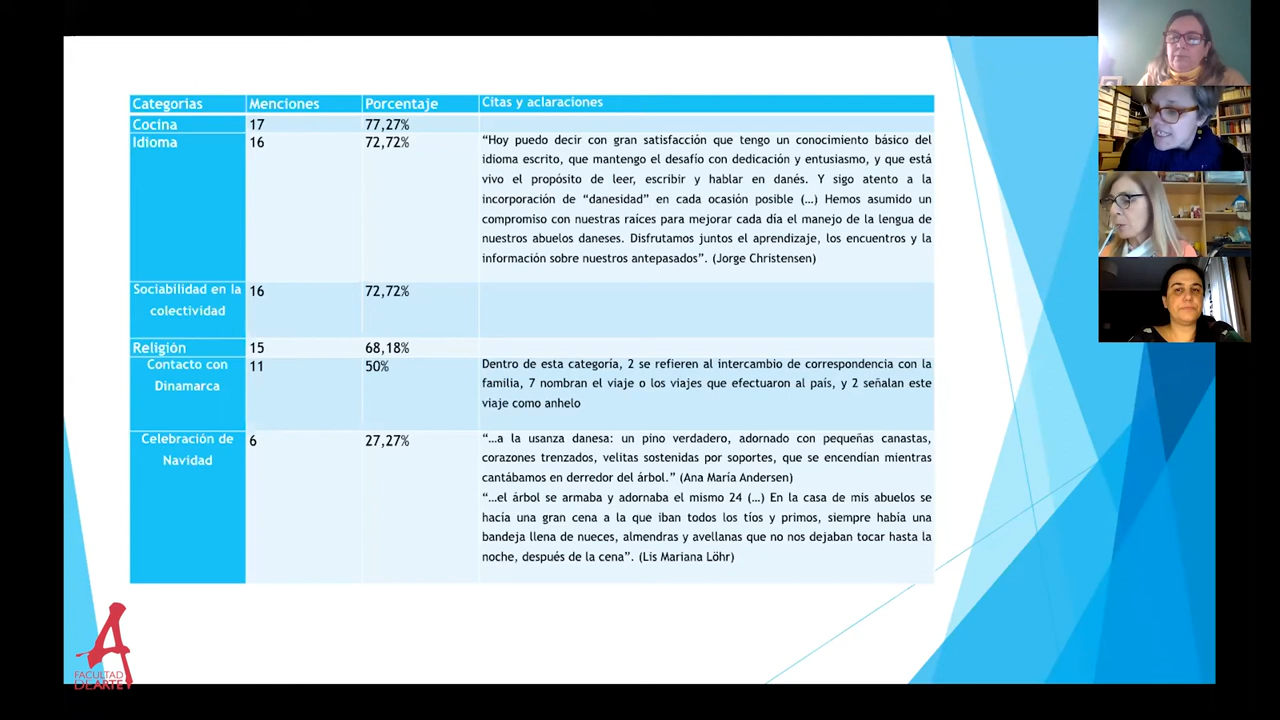 Categorías Menciones Porcentaje Citas y aclaraciones
Cocina 17 77,27%
Idioma 16 72,72% “Hoy puedo decir con gran satisfacción que tengo un conocimiento básico del
idioma escrito, que mantengo el desafío con dedicación y entusiasmo, y que está
vivo el propósito de leer, escribir y hablar en danés. Y sigo atento a la
incorporación de “danesidad” en cada ocasión posible (…) Hemos asumido un
compromiso con nuestras raíces para mejorar cada día el manejo de la lengua de
nuestros abuelos daneses. Disfrutamos juntos el aprendizaje, los encuentros y la
información sobre nuestros antepasados”. (Jorge Christensen)
Sociabilidad en la 16 72,72%
colectividad
Religión 15 68,18%
Contacto con 11 50% Dentro de esta categoría, 2 se refieren al intercambio de correspondencia con la
Dinamarca familia, 7 nombran el viaje o los viajes que efectuaron al país, y 2 señalan este
viaje como anhelo
Celebración de 6 27,27% “…a la usanza danesa: un pino verdadero, adornado con pequeñas canastas,
Navidad corazones trenzados, velitas sostenidas por soportes, que se encendían mientras
cantábamos en derredor del árbol.” (Ana María Andersen)
“…el árbol se armaba y adornaba el mismo 24 (…) En la casa de mis abuelos se
hacía una gran cena a la que iban todos los tíos y primos, siempre había una
bandeja llena de nueces, almendras y avellanas que no nos dejaban tocar hasta la
noche, después de la cena”. (Lis Mariana Löhr)
A
FACULTAD
DEARTE